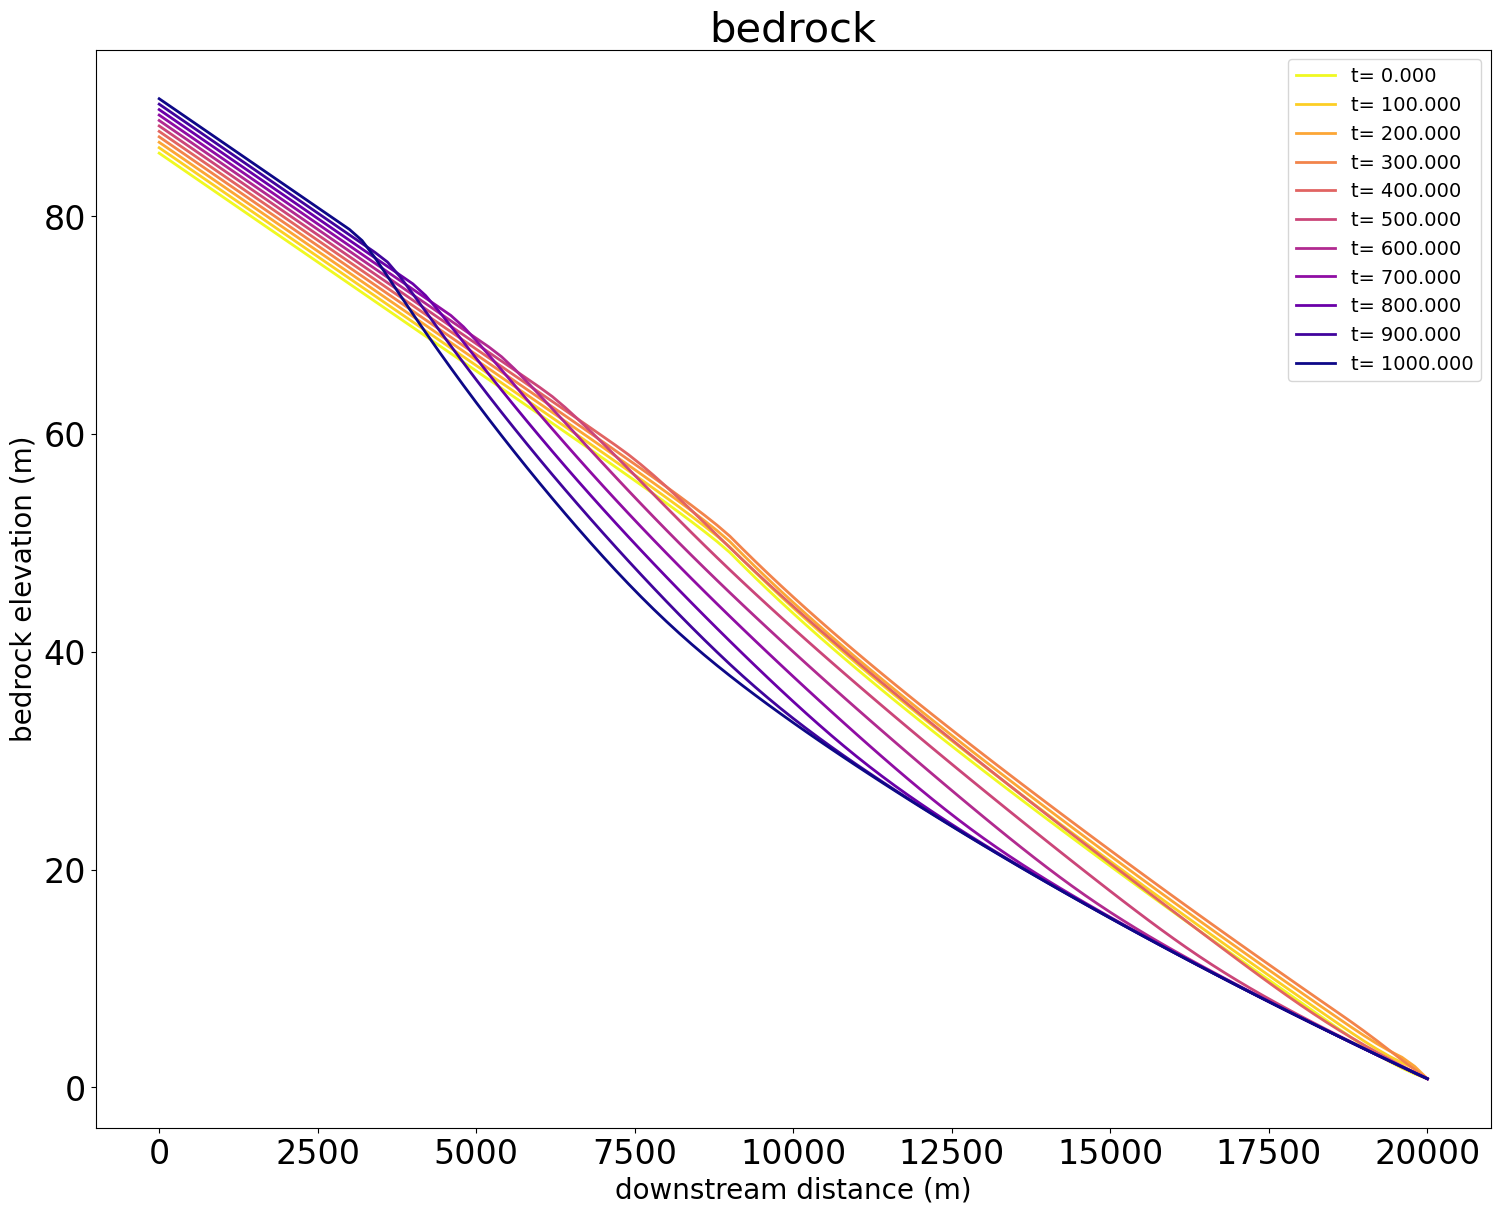 bedrock
t= 0.000
t= 100.000
t= 200.000
t= 300.000
t= 400.000
t= 500.000
t= 600.000
t= 700.000
t= 800.000
t= 900.000
t= 1000.000
bedrock elevation (m)
80
60
40
20
0
0 2500 5000 7500 10000 12500 15000 17500 20000
downstream distance (m)